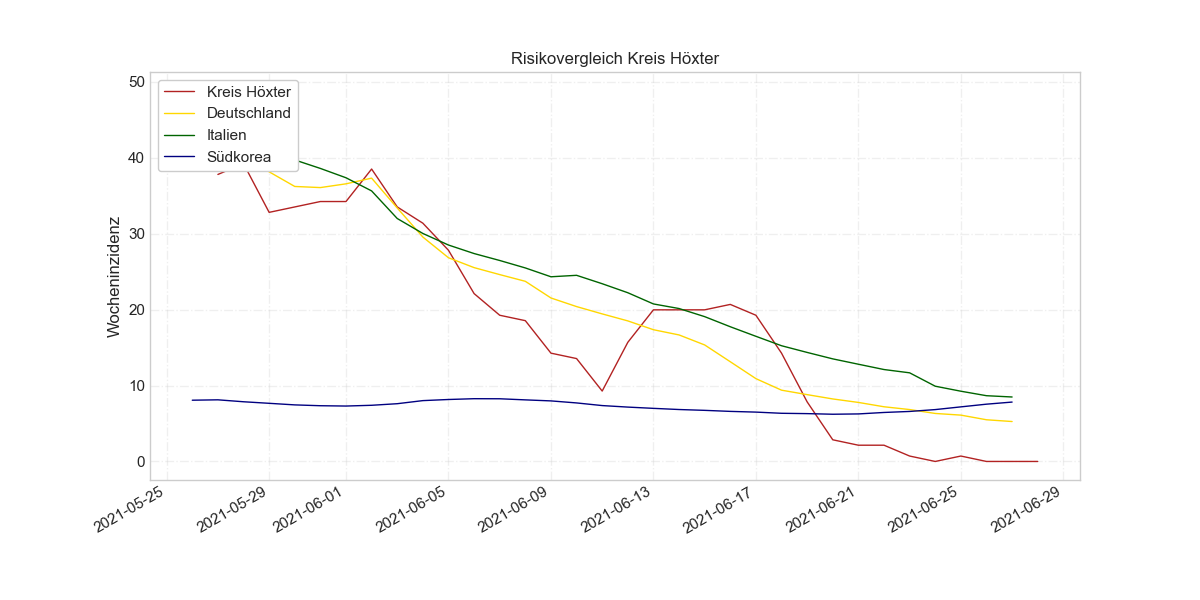 Risikovergleich Kreis Höxter
Kreis Höxter
Deutschland
Italien
Südkorea
Wocheninzidenz
50
40
30
20
10
0
2021-05-25
2021-05-29
2021-06-01
2021-06-05
2021-06-09
2021-06-13
2021-06-17
2021-06-21
2021-06-25
2021-06-29